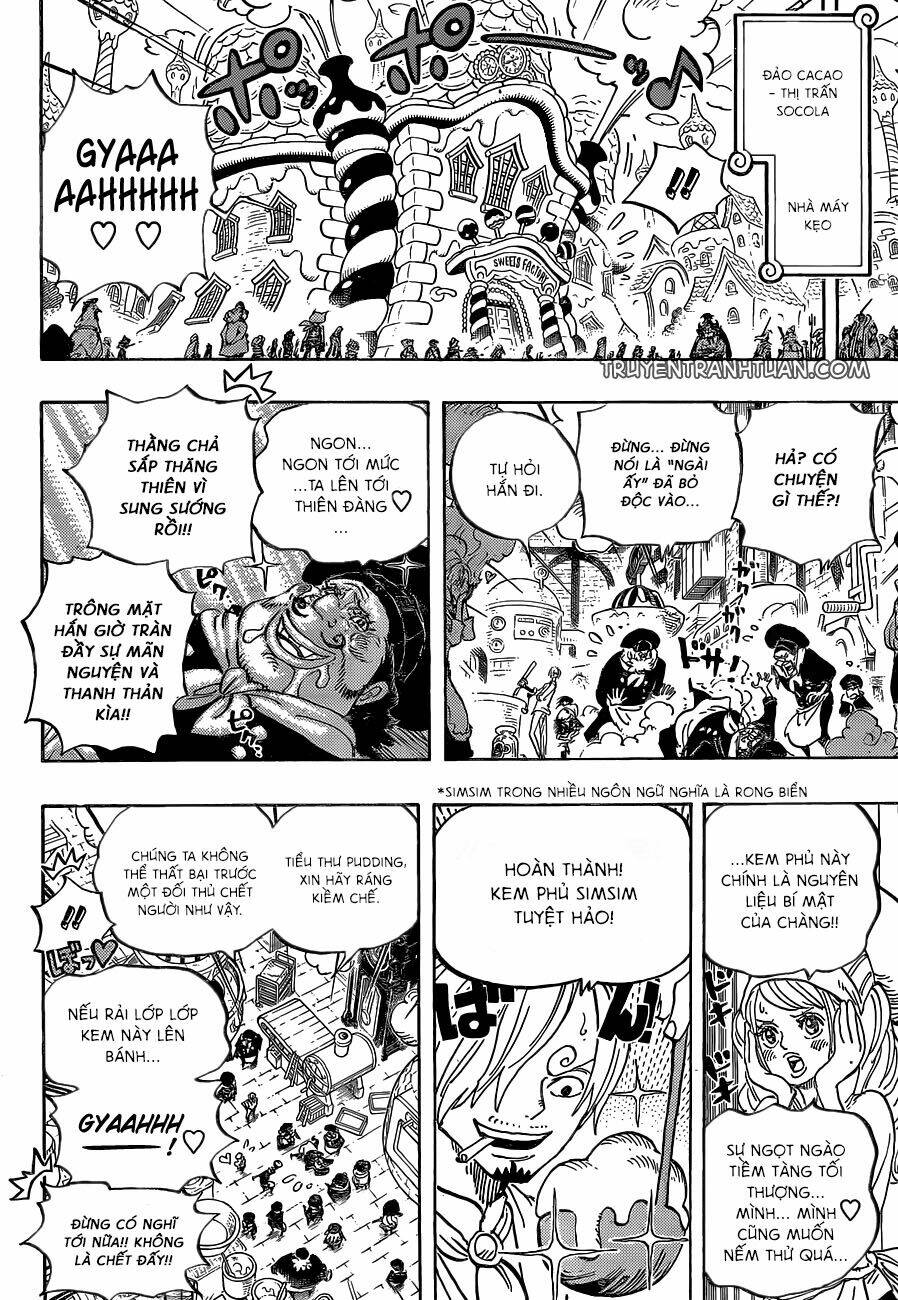 ĐẢO CACAO
– THỊ TRẤN
SOCOLA
NHÀ MÁY
KẸO
!!
ポポポ
GYAAA
AAHHHHH
♡ ♡
SWEETS FACTORY
TRUYENTRANHTUAN.COM
HẢ? CÓ
CHUYỆN
GÌ THẾ?!
ĐỪNG... ĐỪNG
NÓI LÀ "NGÀI
ẤY" ĐÃ BỎ
ĐỘC VÀO...
TỰ HỎI
HẮN ĐI.
NGON...
NGON TỚI MỨC
...TA LÊN TỚI
THIÊN ĐÀNG ♡
...
THẰNG CHẢ
SẮP THĂNG
THIÊN VÌ
SUNG SƯỚNG
RỒI!!
TRÔNG MẶT
HẮN GIỜ TRÀN
ĐẦY SỰ MÃN
NGUYỆN VÀ
THANH THẢN
KÌA!!
*SIMSIM TRONG NHIỀU NGÔN NGỮ NGHĨA LÀ RONG BIỂN
...KEM PHỦ NÀY
CHÍNH LÀ NGUYÊN
LIỆU BÍ MẬT
CỦA CHÀNG!!
SỰ NGỌT NGÀO
TIỀM TÀNG TỐI
THƯỢNG...
MÌNH... MÌNH ♡
CŨNG MUỐN
NẾM THỬ QUÁ...
HOÀN THÀNH!
KEM PHỦ SIMSIM
TUYỆT HẢO!
ばん!
TIỂU THƯ PUDDING,
XIN HÃY RÁNG
KIỀM CHẾ.
CHÚNG TA KHÔNG
THỂ THẤT BẠI TRƯỚC
MỘT ĐỐI THỦ CHẾT
NGƯỜI NHƯ VẬY.
!!
ぼっ♡
NẾU RẢI LỚP LỚP
KEM NÀY LÊN
BÁNH...
GYAAHHH
! ♡
ĐỪNG CÓ NGHĨ
TỚI NỮA!! KHÔNG
LÀ CHẾT ĐẤY!!